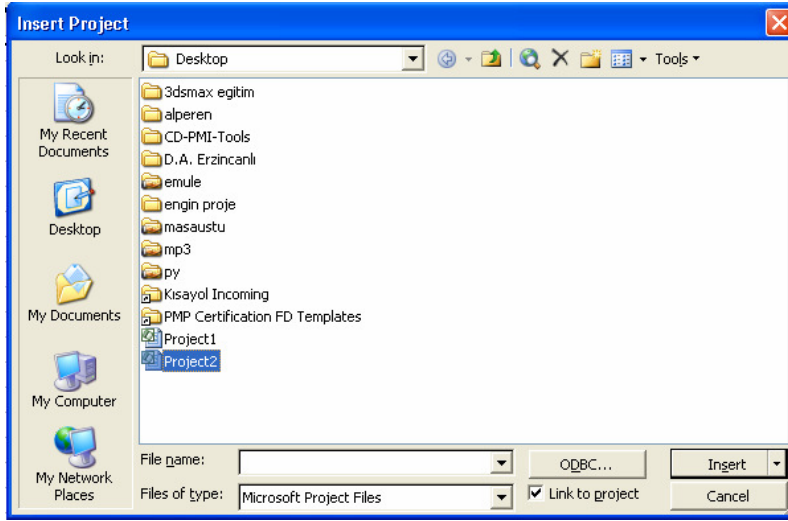 Insert Project
Look in:
Desktop
Tools
My Recent
Documents
Desktop
My Documents
My Computer
My Network
Places
3dsmax egitim
alperen
CD-PMI-Tools
D.A. Erzincanlı
emule
engin proje
masaustu
mp3
py
Kısayol Incoming
PMP Certification FD Templates
Project1
Project2
File name:
ODBC...
Insert
Files of type:
Microsoft Project Files
Link to project
Cancel